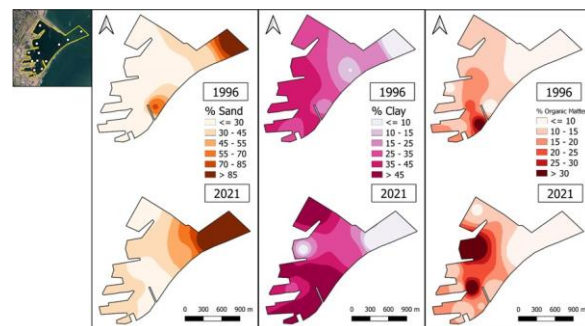 1996
% Sand
<= 30
30 - 45
45 - 55
55 - 70
70 - 85
> 85
2021
0 300 600 900 m
1996
% Clay
<= 10
10 - 15
15 - 25
25 - 35
35 - 45
> 45
2021
0 300 600 900 m
1996
% Organic Matter
<= 10
10 - 15
15 - 20
20 - 25
25 - 30
> 30
2021
0 300 600 900 m